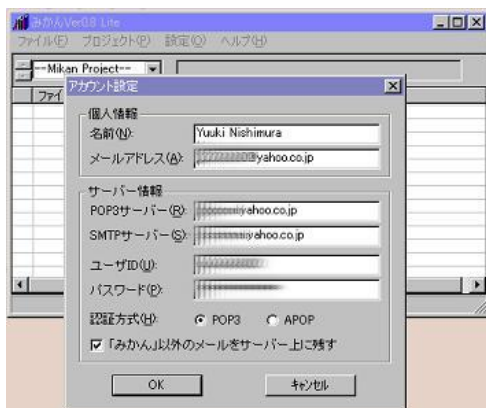 みかんVer0.8 Lite
ファイル(F) プロジェクト(P) 設定(O) ヘルプ(H)
--Mikan Project--
ファイ
アカウント設定
個人情報
名前(N): Yuuki Nishimura
メールアドレス(A): yahoo.co.jp
サーバー情報
POP3サーバー(R): yahoo.co.jp
SMTPサーバー(S): yahoo.co.jp
ユーザID(U):
パスワード(P):
認証方式(H): POP3 APOP
「みかん」以外のメールをサーバー上に残す
OK キャンセル